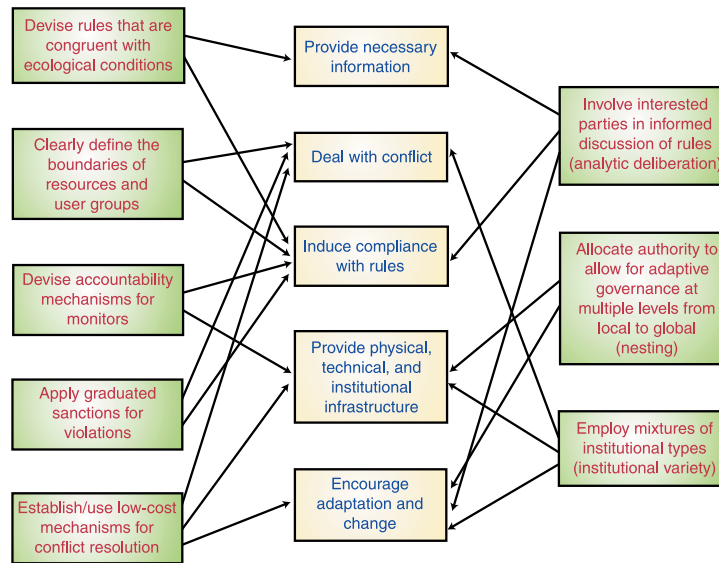 Devise rules that are
congruent with
ecological conditions
Clearly define the
boundaries of
resources and
user groups
Devise accountability
mechanisms for
monitors
Apply graduated
sanctions for
violations
Establish/use low-cost
mechanisms for
conflict resolution
Provide necessary
information
Deal with conflict
Induce compliance
with rules
Provide physical,
technical, and
institutional
infrastructure
Encourage
adaptation and
change
Involve interested
parties in informed
discussion of rules
(analytic deliberation)
Allocate authority to
allow for adaptive
governance at
multiple levels from
local to global
(nesting)
Employ mixtures of
institutional types
(institutional variety)